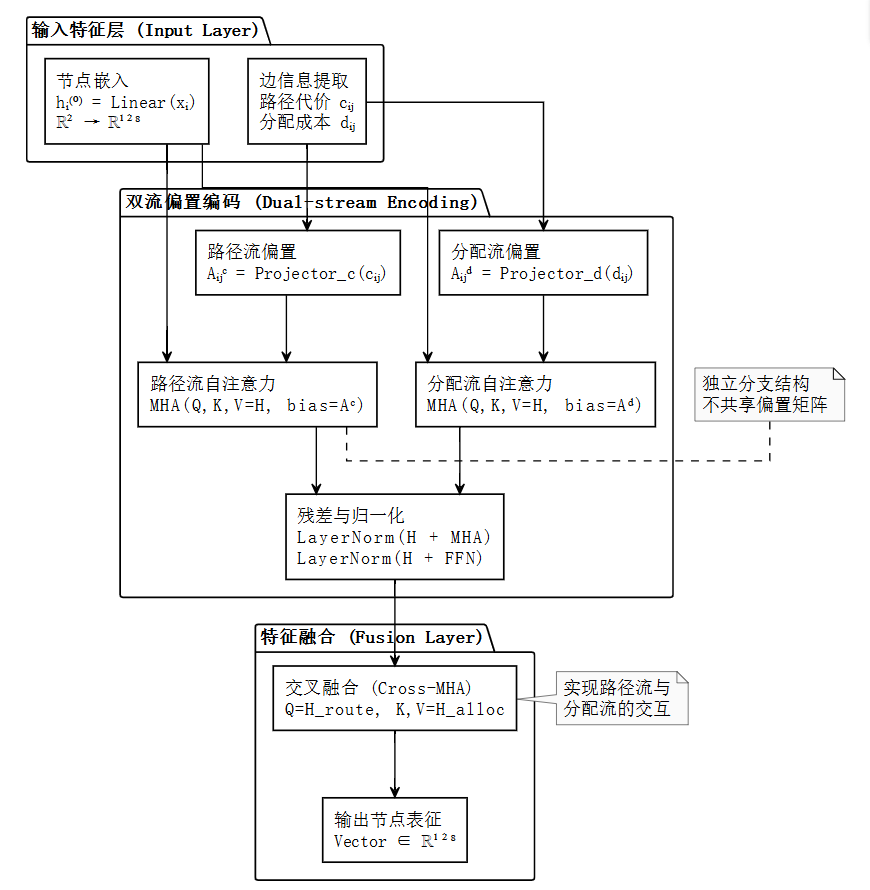 输入特征层 (Input Layer)
节点嵌入
hᵢ⁽⁰⁾ = Linear(xᵢ)
ℝ² → ℝ¹²⁸
边信息提取
路径代价 cᵢⱼ
分配成本 dᵢⱼ
双流偏置编码 (Dual-stream Encoding)
路径流偏置
Aᵢⱼᶜ = Projector_c(cᵢⱼ)
分配流偏置
Aᵢⱼᵈ = Projector_d(dᵢⱼ)
路径流自注意力
MHA(Q,K,V=H, bias=Aᶜ)
分配流自注意力
MHA(Q,K,V=H, bias=Aᵈ)
独立分支结构
不共享偏置矩阵
残差与归一化
LayerNorm(H + MHA)
LayerNorm(H + FFN)
特征融合 (Fusion Layer)
交叉融合 (Cross-MHA)
Q=H_route, K,V=H_alloc
实现路径流与
分配流的交互
输出节点表征
Vector ∈ ℝ¹²⁸